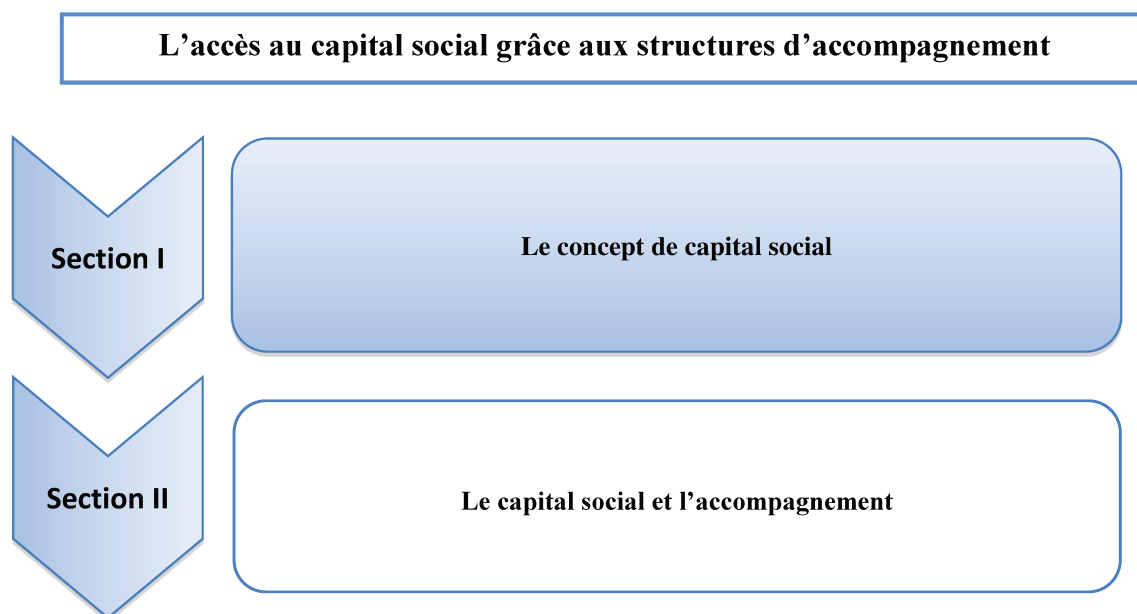 L’accès au capital social grâce aux structures d’accompagnement
Section I
Le concept de capital social
Section II
Le capital social et l’accompagnement